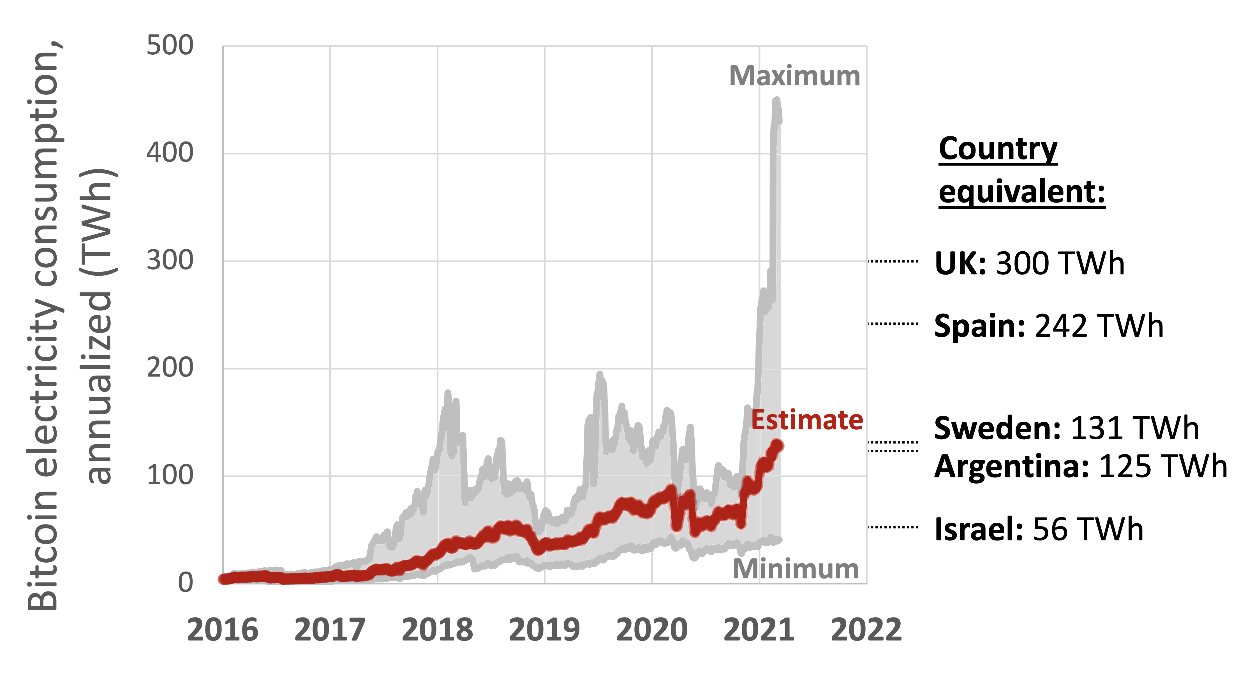 Bitcoin electricity consumption,
annualized (TWh)
500
400
300
200
100
0
2016 2017 2018 2019 2020 2021 2022
Maximum
Estimate
Minimum
Country
equivalent:
UK: 300 TWh
Spain: 242 TWh
Sweden: 131 TWh
Argentina: 125 TWh
Israel: 56 TWh